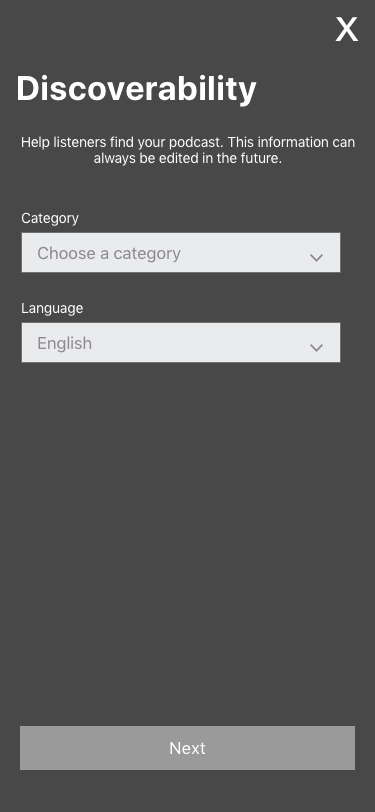 X
Discoverability
Help listeners find your podcast. This information can
always be edited in the future.
Category
Choose a category
Language
English
Next